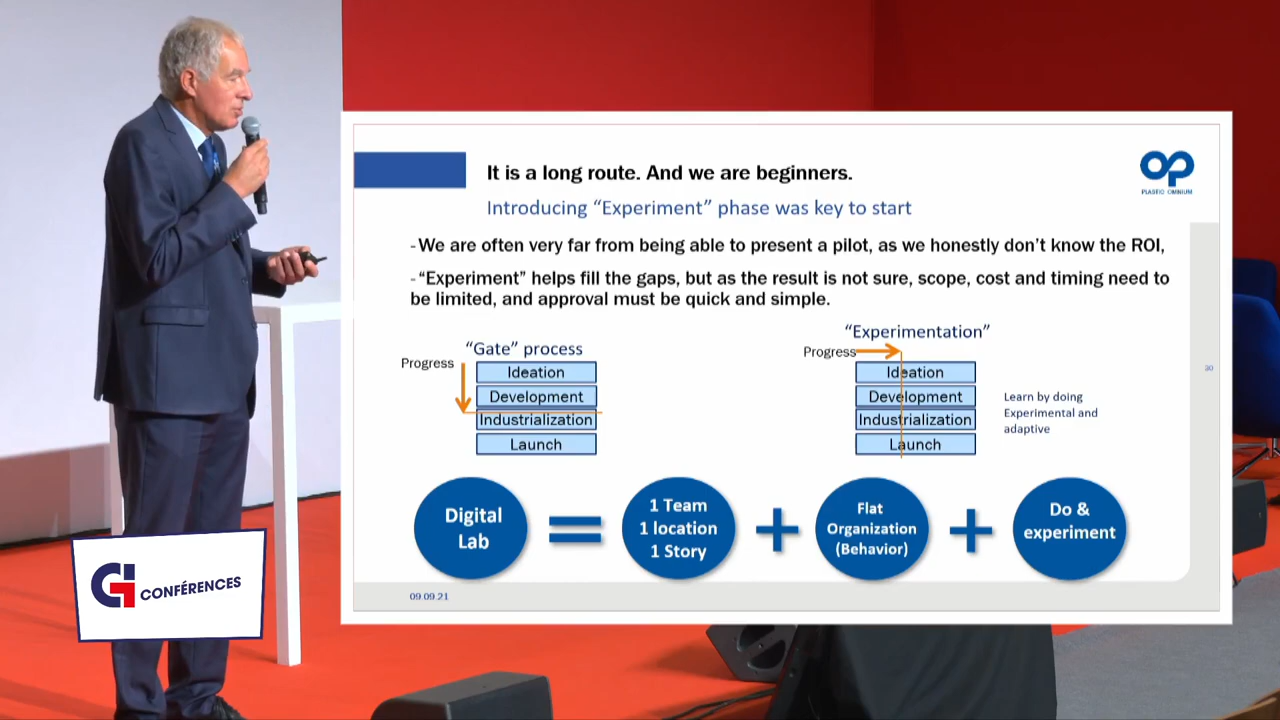 It is a long route. And we are beginners.
PLASTIC OMNIUM
Introducing “Experiment” phase was key to start
-We are often very far from being able to present a pilot, as we honestly don’t know the ROI,
-“Experiment” helps fill the gaps, but as the result is not sure, scope, cost and timing need to
be limited, and approval must be quick and simple.
“Gate” process
Progress
Ideation
Development
Industrialization
Launch
“Experimentation”
Progress
Ideation
Development
Industrialization
Launch
Learn by doing
Experimental and
adaptive
30
Digital
Lab
=
1 Team
1 location
1 Story
+
Flat
Organization
(Behavior)
+
Do &
experiment
09.09.21
GI CONFÉRENCES